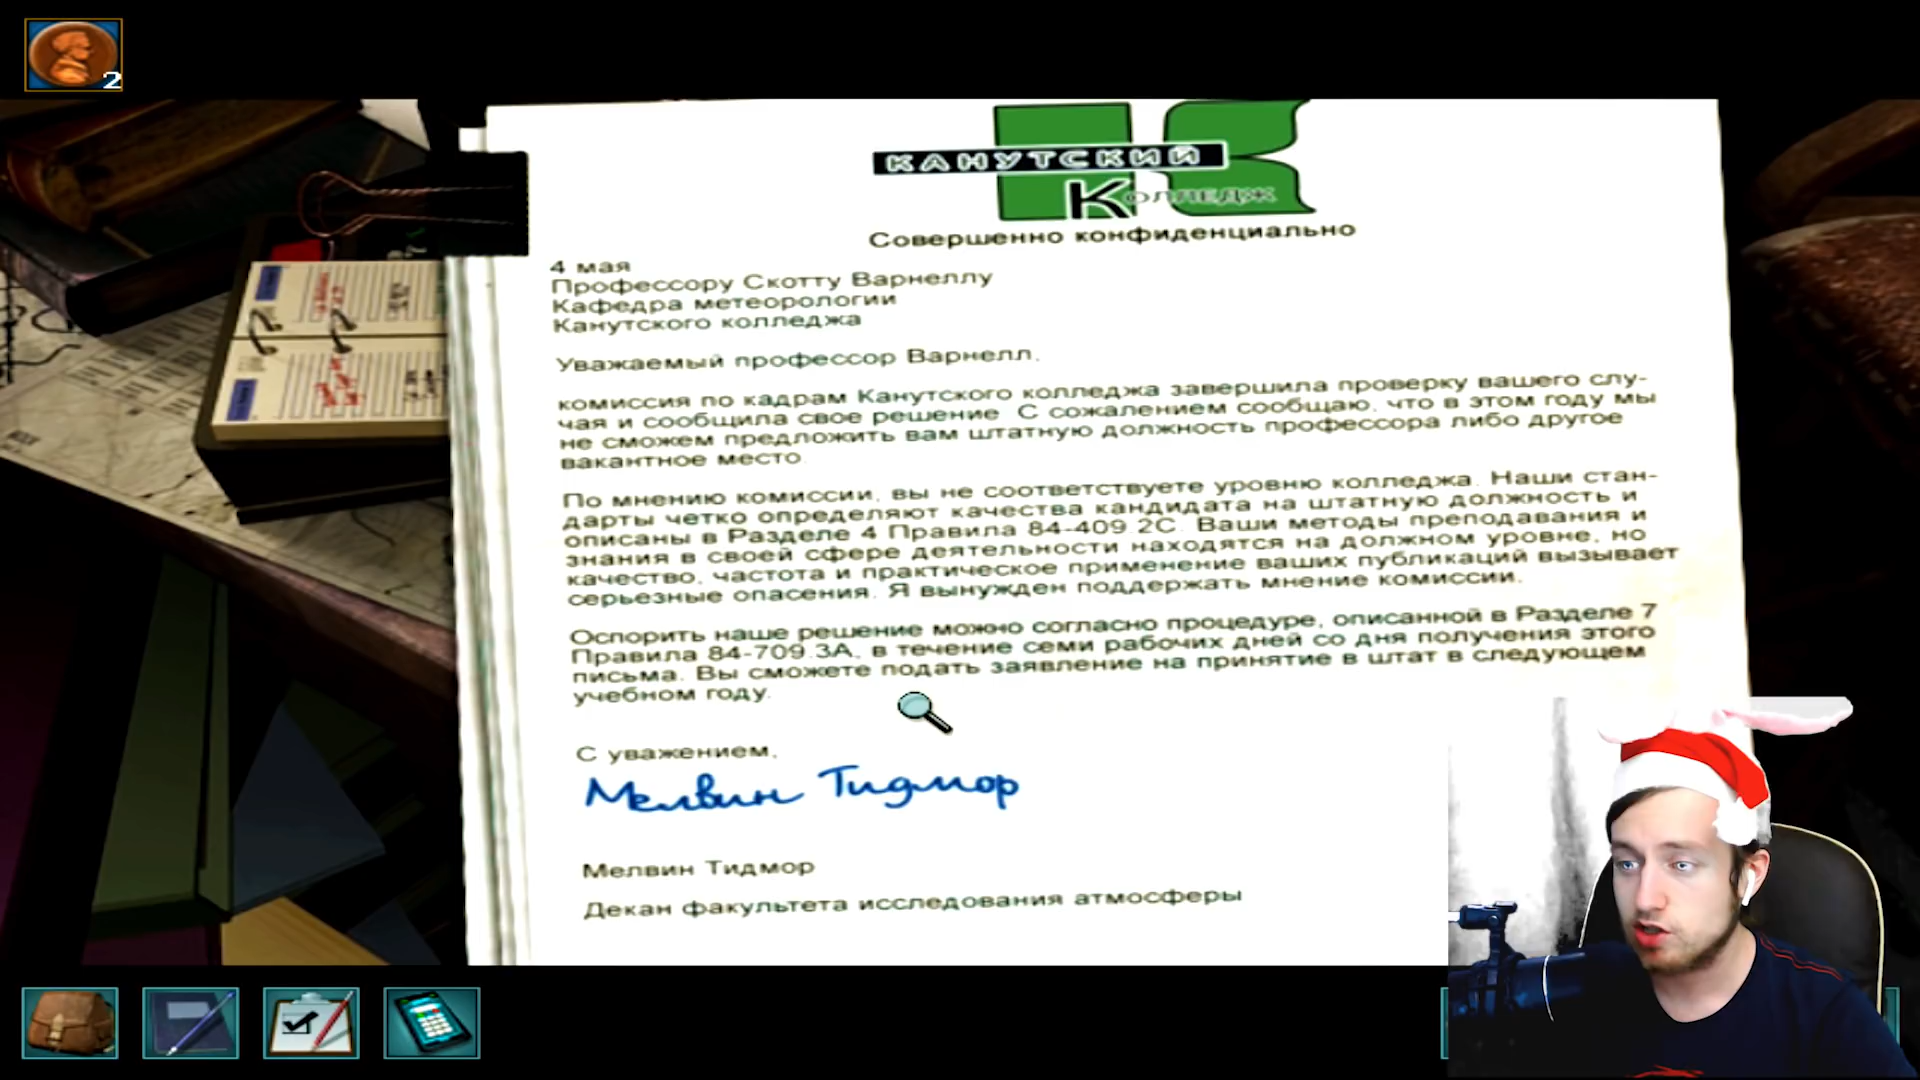 2
КАНУТСКИЙ
Колледж
Совершенно конфиденциально
4 мая
Профессору Скотту Варнеллу
Кафедра метеорологии
Канутского колледжа
Уважаемый профессор Варнелл,
комиссия по кадрам Канутского колледжа завершила проверку вашего слу-
чая и сообщила свое решение. С сожалением сообщаю, что в этом году мы
не сможем предложить вам штатную должность профессора либо другое
вакантное место.
По мнению комиссии, вы не соответствуете уровню колледжа. Наши стан-
дарты четко определяют качества кандидата на штатную должность и
описаны в Разделе 4 Правила 84-409.2С. Ваши методы преподавания и
знания в своей сфере деятельности находятся на должном уровне, но
качество, частота и практическое применение ваших публикаций вызывает
серьезные опасения. Я вынужден поддержать мнение комиссии.
Оспорить наше решение можно согласно процедуре, описанной в Разделе 7
Правила 84-709.3А, в течение семи рабочих дней со дня получения этого
письма. Вы сможете подать заявление на принятие в штат в следующем
учебном году.
С уважением,
Мелвин Тидмор
Мелвин Тидмор
Декан факультета исследования атмосферы